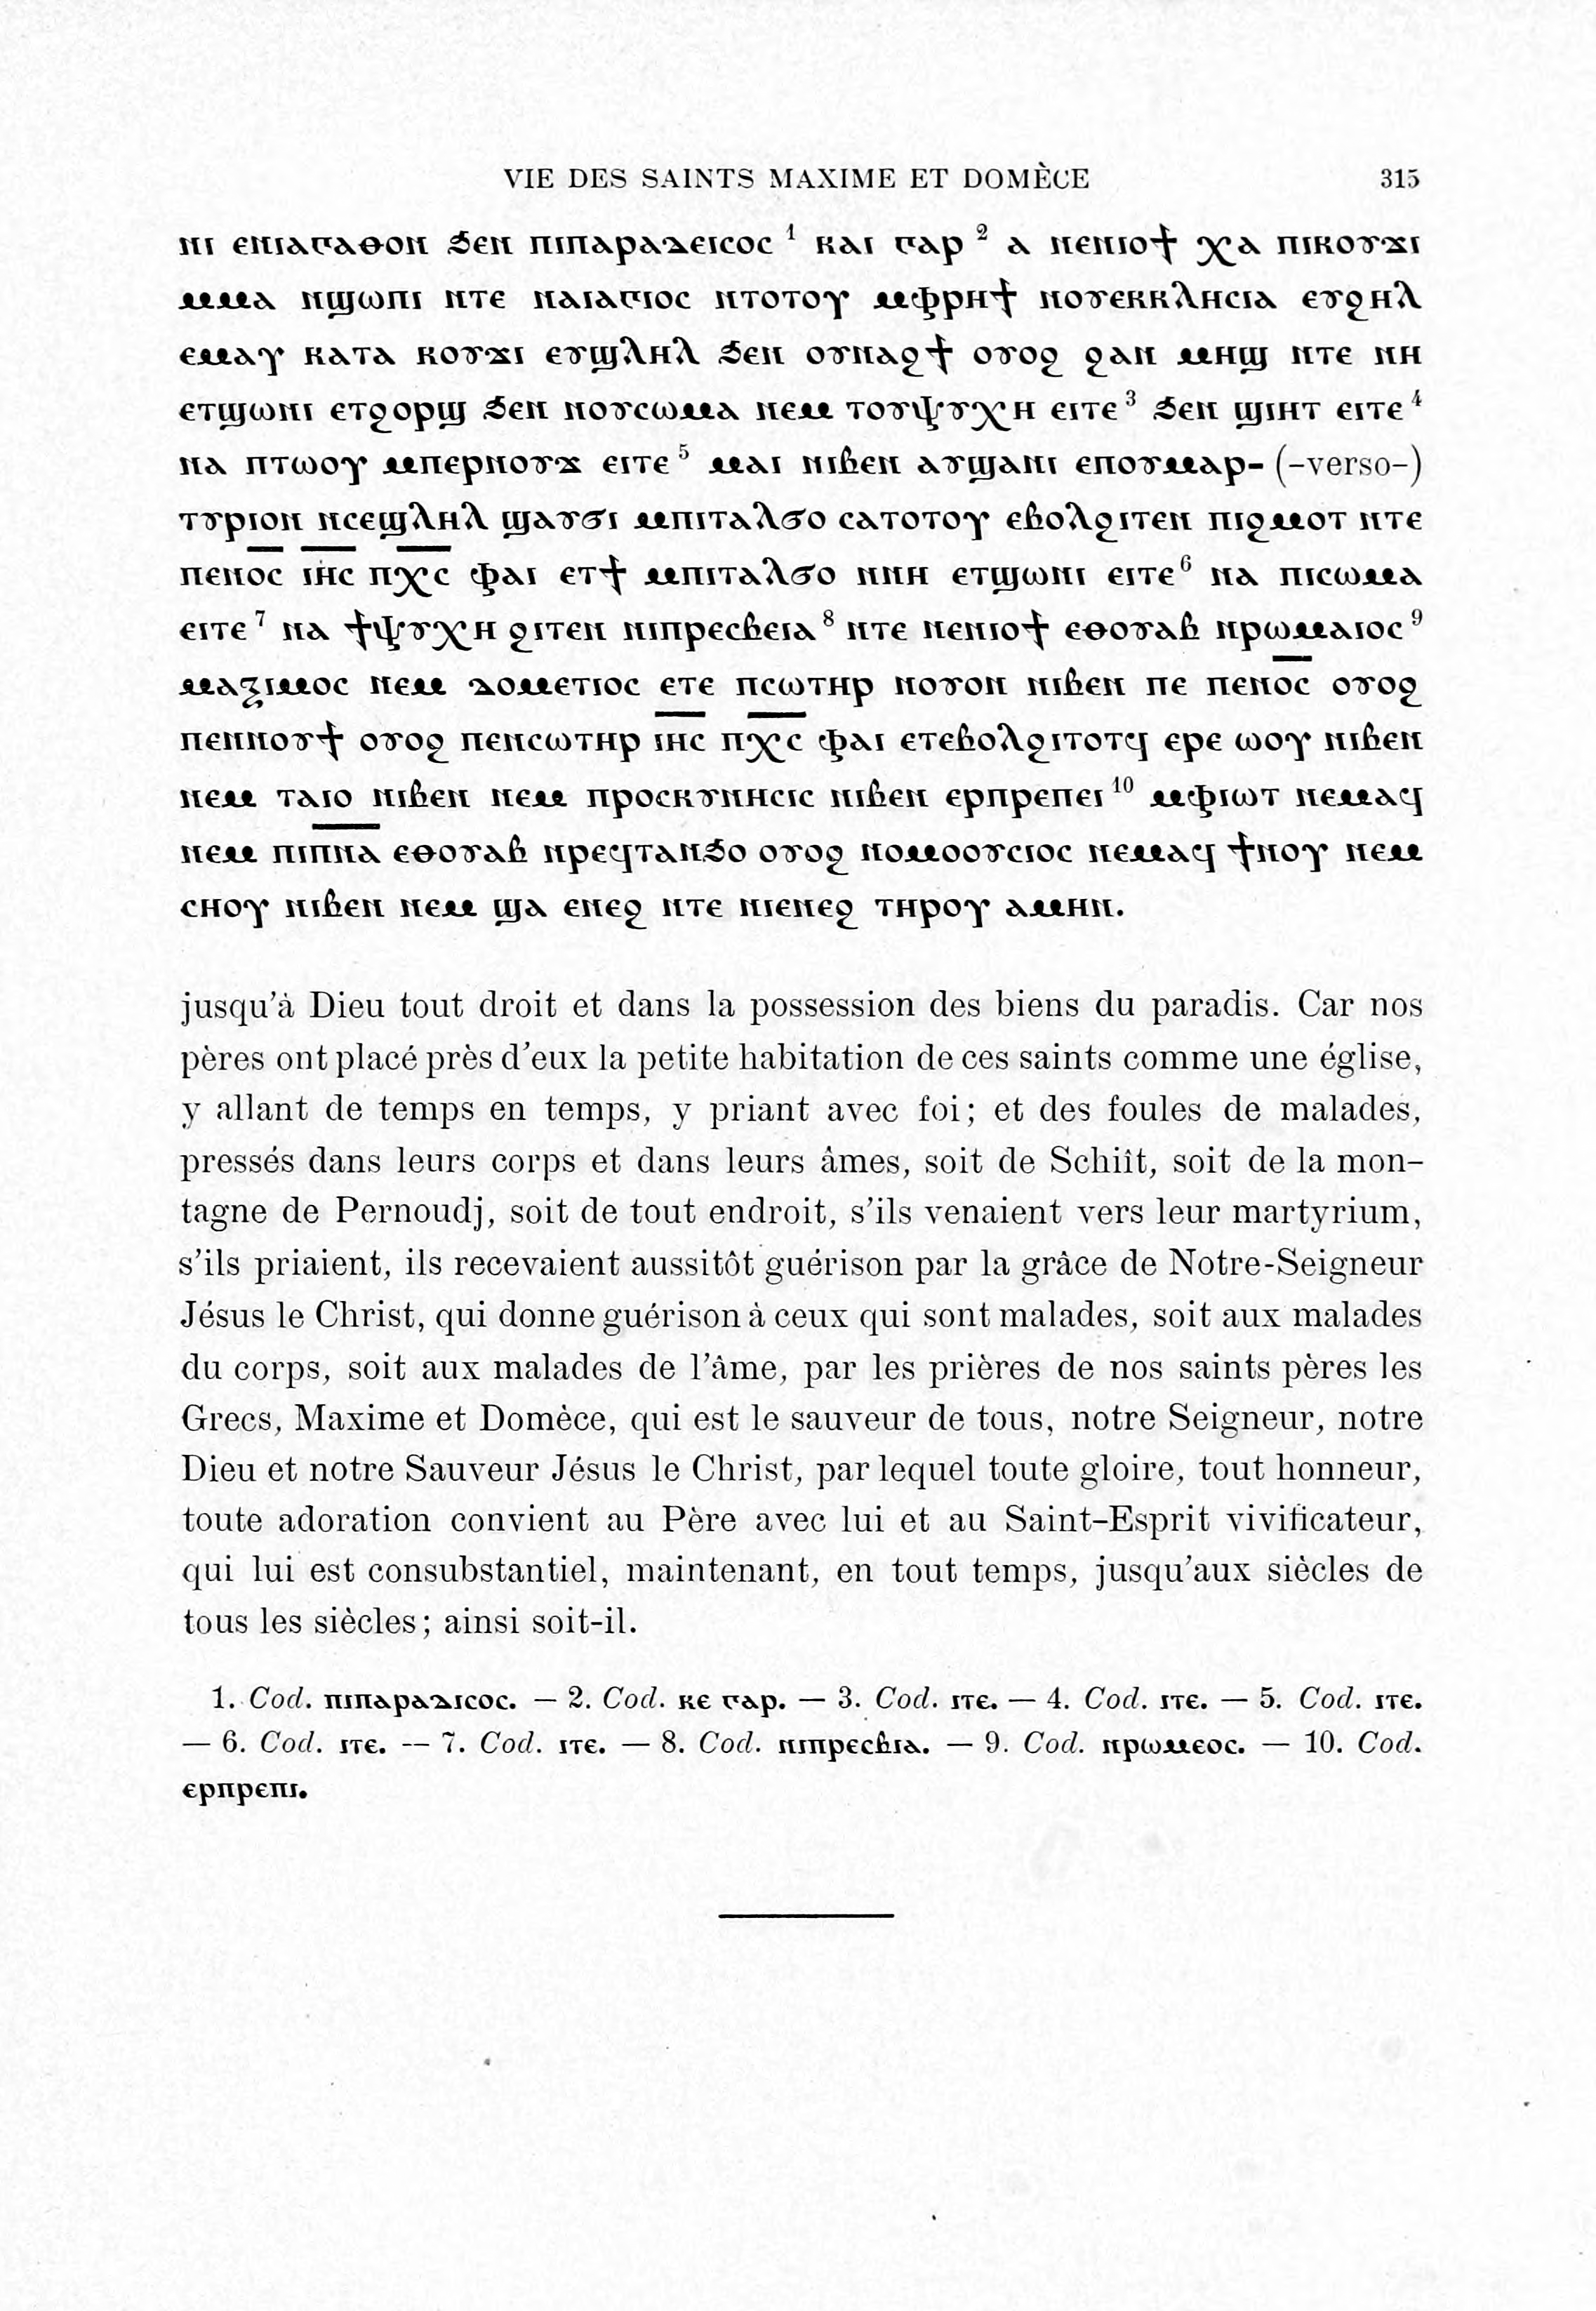 VIE DES SAINTS MAXIME ET DOMÈCE 315
ⲛⲓ ⲉⲛⲓⲁⲅⲁⲑⲟⲛ ϧⲉⲛ ⲡⲓⲡⲁⲣⲁⲇⲉⲓⲥⲟⲥ ¹ ⲕⲁⲓ ⲅⲁⲣ ² ⲁ ⲛⲉⲛⲓⲟϯ ⲭⲁ ⲡⲓⲕⲟⲩϫⲓ
ⲙⲙⲁ ⲛϣⲱⲡⲓ ⲛⲧⲉ ⲛⲁⲓⲁⲅⲓⲟⲥ ⲛⲧⲟⲧⲟⲩ ⲙⲫⲣⲏϯ ⲛⲟⲩⲉⲕⲕⲗⲏⲥⲓⲁ ⲉⲩϩⲏⲗ
ⲉⲙⲁⲩ ⲕⲁⲧⲁ ⲕⲟⲩϫⲓ ⲉⲩϣⲗⲏⲗ ϧⲉⲛ ⲟⲩⲛⲁϩϯ ⲟⲩⲟϩ ϩⲁⲛ ⲙⲏϣ ⲛⲧⲉ ⲛⲏ
ⲉⲧϣⲱⲛⲓ ⲉⲧϩⲟⲣϣ ϧⲉⲛ ⲛⲟⲩⲥⲱⲙⲁ ⲛⲉⲙ ⲧⲟⲩⲯⲩⲭⲏ ⲉⲓⲧⲉ ³ ϧⲉⲛ ϣⲓⲏⲧ ⲉⲓⲧⲉ ⁴
ⲛⲁ ⲡⲧⲱⲟⲩ ⲙⲡⲉⲣⲛⲟⲩϫ ⲉⲓⲧⲉ ⁵ ⲙⲁⲓ ⲛⲓⲃⲉⲛ ⲁⲩϣⲁⲛⲓ ⲉⲡⲟⲩⲙⲁⲣ- (-verso-)
ⲧⲩⲣⲓⲟⲛ ⲛⲥⲉϣⲗⲏⲗ ϣⲁⲩϭⲓ ⲙⲡⲓⲧⲁⲗϭⲟ ⲥⲁⲧⲟⲧⲟⲩ ⲉⲃⲟⲗϩⲓⲧⲉⲛ ⲡⲓϩⲙⲟⲧ ⲛⲧⲉ
ⲡⲉⲛⲟ̅ⲥ̅ ⲓ̅ⲏ̅ⲥ̅ ⲡ̅ⲭ̅ⲥ̅ ⲫⲁⲓ ⲉⲧϯ ⲙⲡⲓⲧⲁⲗϭⲟ ⲛⲛⲏ ⲉⲧϣⲱⲛⲓ ⲉⲓⲧⲉ ⁶ ⲛⲁ ⲡⲓⲥⲱⲙⲁ
ⲉⲓⲧⲉ ⁷ ⲛⲁ ϯⲯⲩⲭⲏ ϩⲓⲧⲉⲛ ⲛⲓⲡⲣⲉⲥⲃⲉⲓⲁ ⁸ ⲛⲧⲉ ⲛⲉⲛⲓⲟϯ ⲉⲑⲟⲩⲁⲃ ⲛⲣⲱⲙⲁⲓⲟⲥ ⁹
ⲙⲁⲝⲓⲙⲟⲥ ⲛⲉⲙ ⲇⲟⲙⲉⲧⲓⲟⲥ ⲉⲧⲉ ⲡⲥⲱⲧⲏⲣ ⲛⲟⲩⲟⲛ ⲛⲓⲃⲉⲛ ⲡⲉ ⲡⲉⲛⲟ̅ⲥ̅ ⲟⲩⲟϩ
ⲡⲉⲛⲛⲟⲩϯ ⲟⲩⲟϩ ⲡⲉⲛⲥⲱⲧⲏⲣ ⲓ̅ⲏ̅ⲥ̅ ⲡ̅ⲭ̅ⲥ̅ ⲫⲁⲓ ⲉⲧⲉⲃⲟⲗϩⲓⲧⲟⲧϥ ⲉⲣⲉ ⲱⲟⲩ ⲛⲓⲃⲉⲛ
ⲛⲉⲙ ⲧⲁⲓⲟ ⲛⲓⲃⲉⲛ ⲛⲉⲙ ⲡⲣⲟⲥⲕⲩⲛⲏⲥⲓⲥ ⲛⲓⲃⲉⲛ ⲉⲣⲡⲣⲉⲡⲉⲓ ¹⁰ ⲙⲫⲓⲱⲧ ⲛⲉⲙⲁϥ
ⲛⲉⲙ ⲡⲓⲡ̅ⲛ̅ⲁ̅ ⲉⲑⲟⲩⲁⲃ ⲛⲣⲉϥⲧⲁⲛϧⲟ ⲟⲩⲟϩ ⲛⲟⲙⲟⲟⲩⲥⲓⲟⲥ ⲛⲉⲙⲁϥ ϯⲛⲟⲩ ⲛⲉⲙ
ⲥⲏⲟⲩ ⲛⲓⲃⲉⲛ ⲛⲉⲙ ϣⲁ ⲉⲛⲉϩ ⲛⲧⲉ ⲛⲓⲉⲛⲉϩ ⲧⲏⲣⲟⲩ ⲁⲙⲏⲛ.
jusqu'à Dieu tout droit et dans la possession des biens du paradis. Car nos
pères ont placé près d'eux la petite habitation de ces saints comme une église,
y allant de temps en temps, y priant avec foi; et des foules de malades,
pressés dans leurs corps et dans leurs âmes, soit de Schiît, soit de la mon-
tagne de Pernoudj, soit de tout endroit, s'ils venaient vers leur martyrium,
s'ils priaient, ils recevaient aussitôt guérison par la grâce de Notre-Seigneur
Jésus le Christ, qui donne guérison à ceux qui sont malades, soit aux malades
du corps, soit aux malades de l'âme, par les prières de nos saints pères les
Grecs, Maxime et Domèce, qui est le sauveur de tous, notre Seigneur, notre
Dieu et notre Sauveur Jésus le Christ, par lequel toute gloire, tout honneur,
toute adoration convient au Père avec lui et au Saint-Esprit vivificateur,
qui lui est consubstantiel, maintenant, en tout temps, jusqu'aux siècles de
tous les siècles; ainsi soit-il.
1. Cod. ⲡⲓⲡⲁⲣⲁⲇⲓⲥⲟⲥ. — 2. Cod. ⲕⲉ ⲅⲁⲣ. — 3. Cod. ⲓⲧⲉ. — 4. Cod. ⲓⲧⲉ. — 5. Cod. ⲓⲧⲉ.
— 6. Cod. ⲓⲧⲉ. -- 7. Cod. ⲓⲧⲉ. — 8. Cod. ⲛⲓⲡⲣⲉⲥⲃⲓⲁ. — 9. Cod. ⲛⲣⲱⲙⲉⲟⲥ. — 10. Cod.
ⲉⲣⲡⲣⲉⲡⲓ.